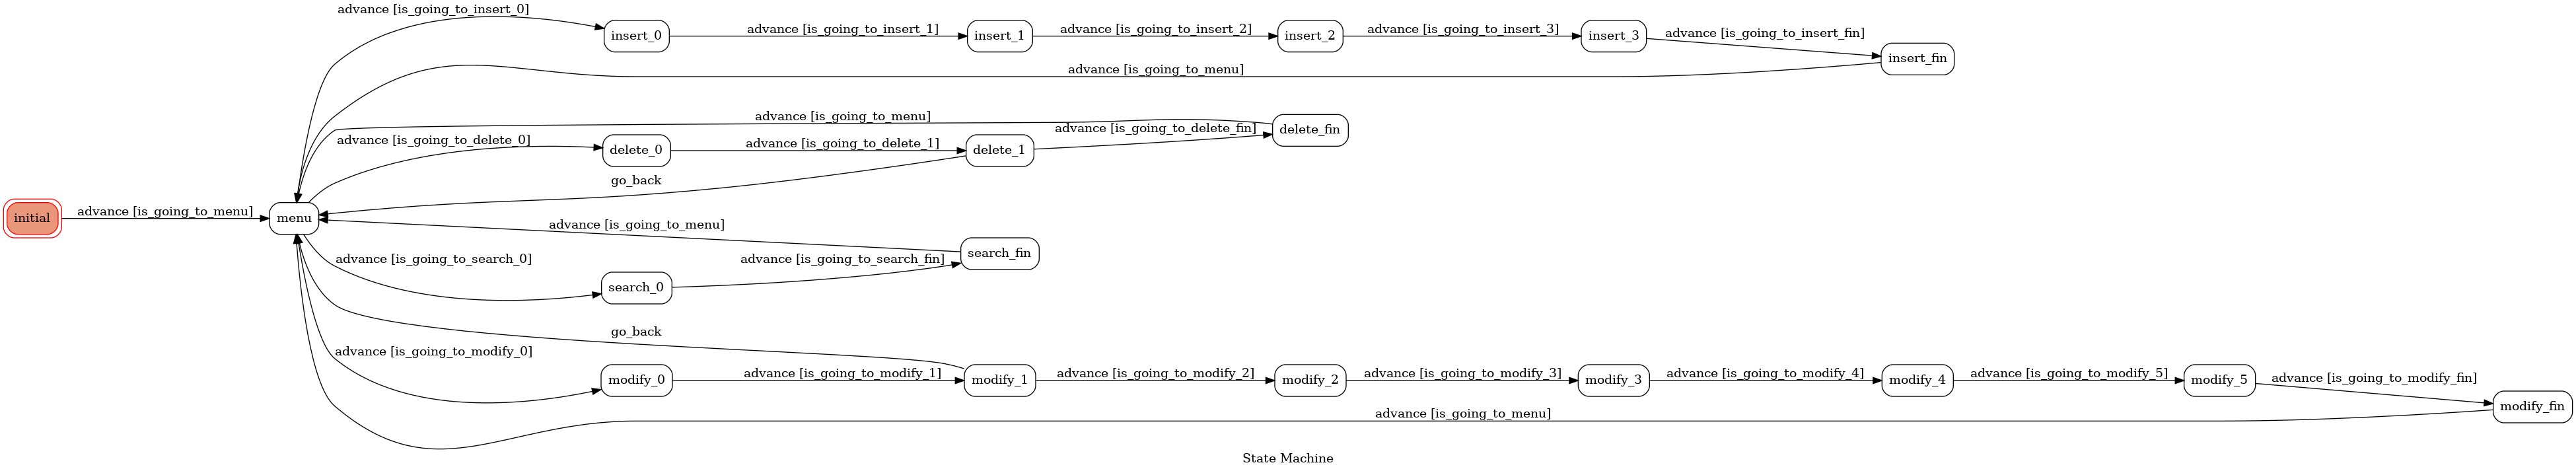 advance [is_going_to_insert_0]
insert_0
advance [is_going_to_insert_1]
insert_1
advance [is_going_to_insert_2]
insert_2
advance [is_going_to_insert_3]
insert_3
advance [is_going_to_insert_fin]
insert_fin
advance [is_going_to_menu]
advance [is_going_to_menu]
delete_fin
advance [is_going_to_delete_0]
delete_0
advance [is_going_to_delete_1]
delete_1
advance [is_going_to_delete_fin]
go_back
initial
advance [is_going_to_menu]
menu
advance [is_going_to_menu]
search_fin
advance [is_going_to_search_0]
search_0
advance [is_going_to_search_fin]
go_back
advance [is_going_to_modify_0]
modify_0
advance [is_going_to_modify_1]
modify_1
advance [is_going_to_modify_2]
modify_2
advance [is_going_to_modify_3]
modify_3
advance [is_going_to_modify_4]
modify_4
advance [is_going_to_modify_5]
modify_5
advance [is_going_to_modify_fin]
modify_fin
advance [is_going_to_menu]
State Machine